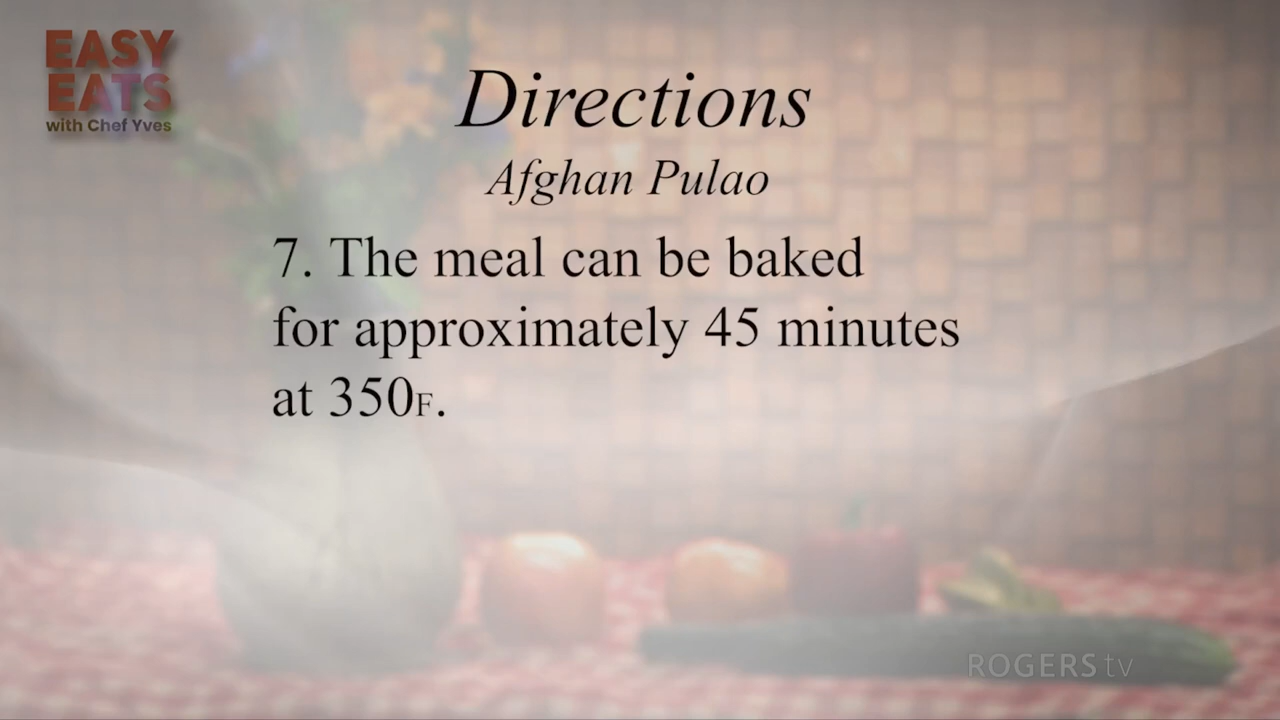 EASY
EATS
with Chef Yves
Directions
Afghan Pulao
7. The meal can be baked
for approximately 45 minutes
at 350F.
ROGERS tv